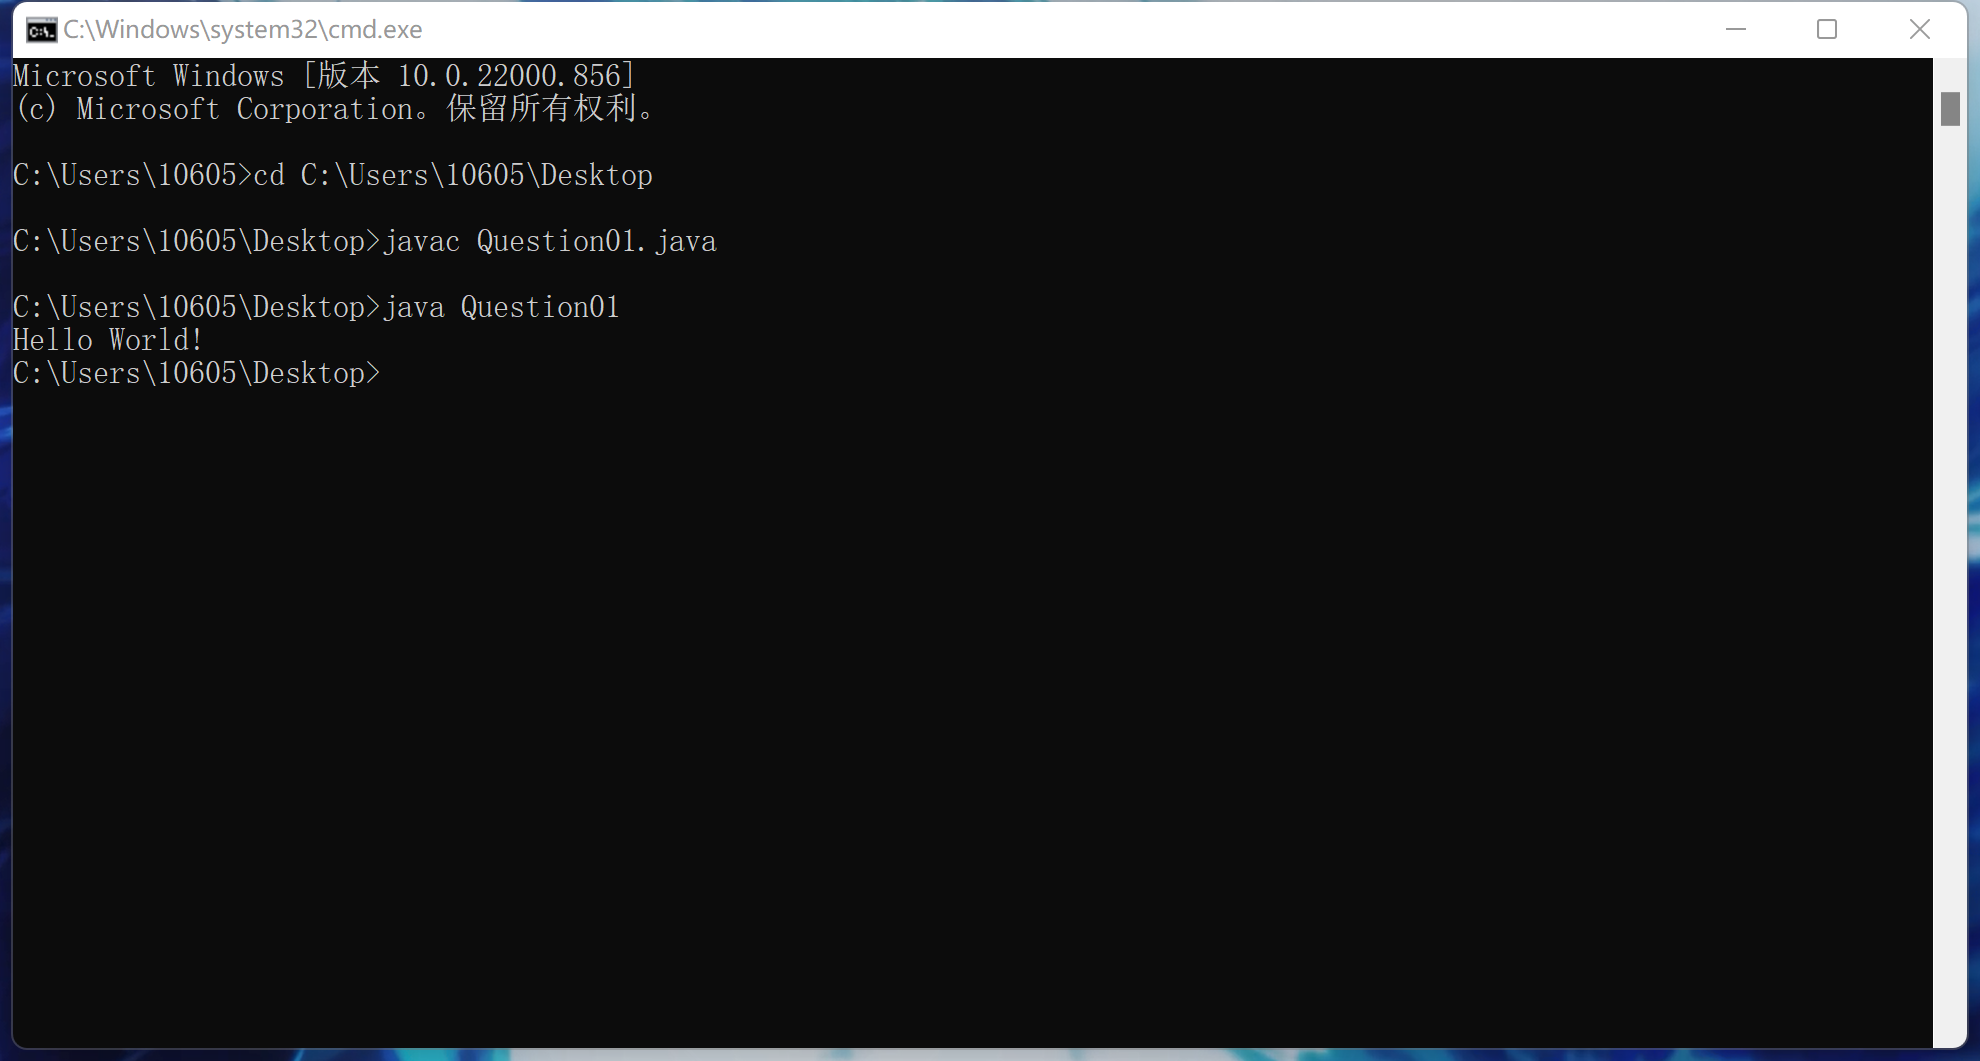 C:\Windows\system32\cmd.exe
Microsoft Windows [版本 10.0.22000.856]
(c) Microsoft Corporation。保留所有权利。
C:\Users\10605>cd C:\Users\10605\Desktop
C:\Users\10605\Desktop>javac Question01.java
C:\Users\10605\Desktop>java Question01
Hello World!
C:\Users\10605\Desktop>